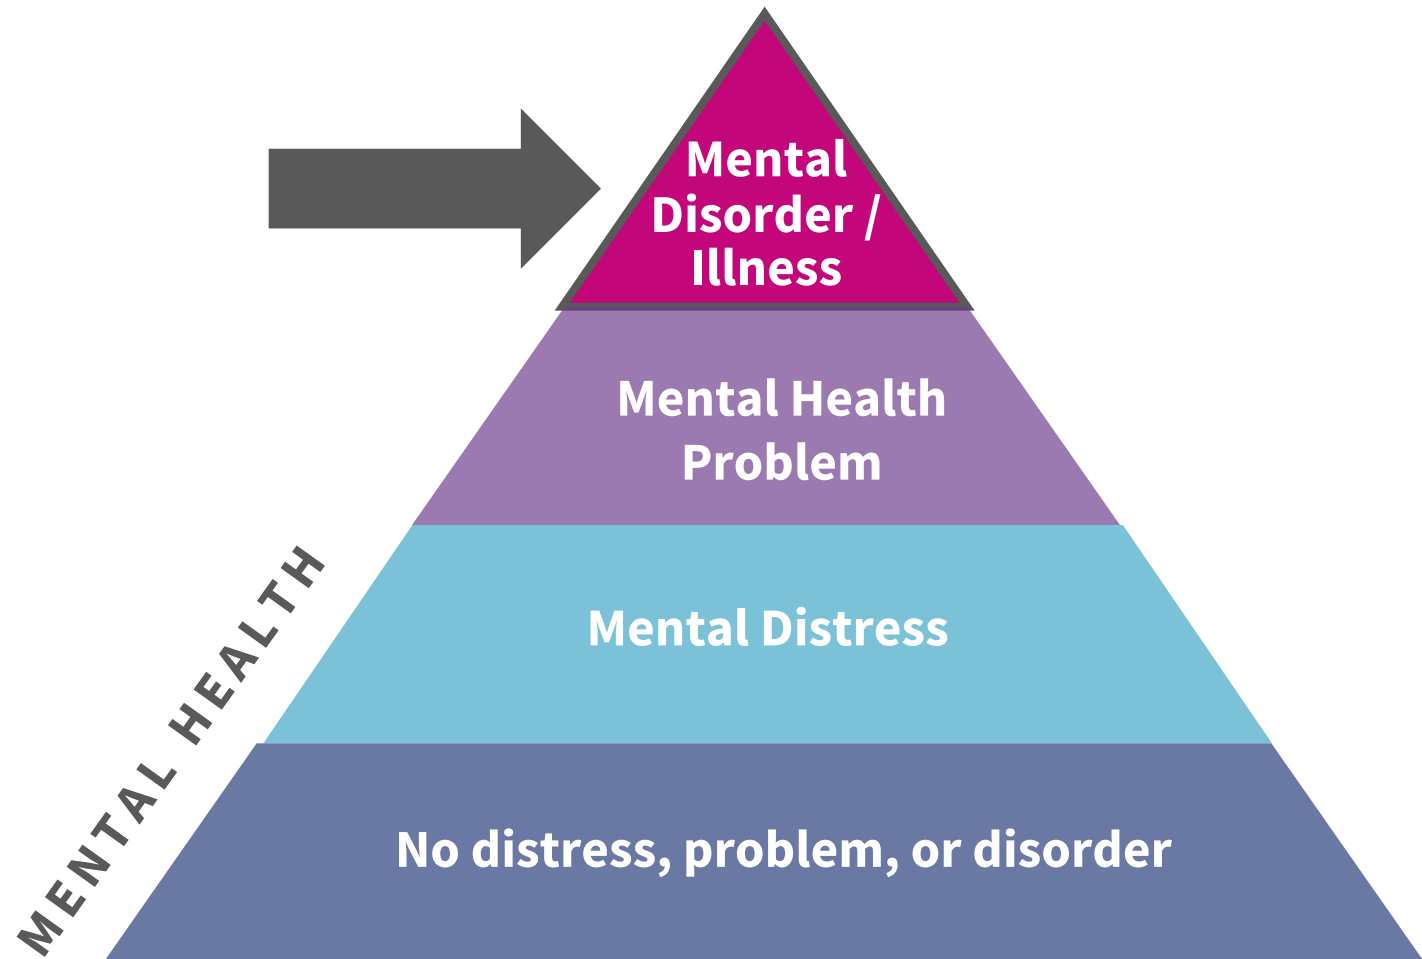 Mental
Disorder /
Illness
Mental Health
Problem
Mental Distress
No distress, problem, or disorder
MENTAL HEALTH